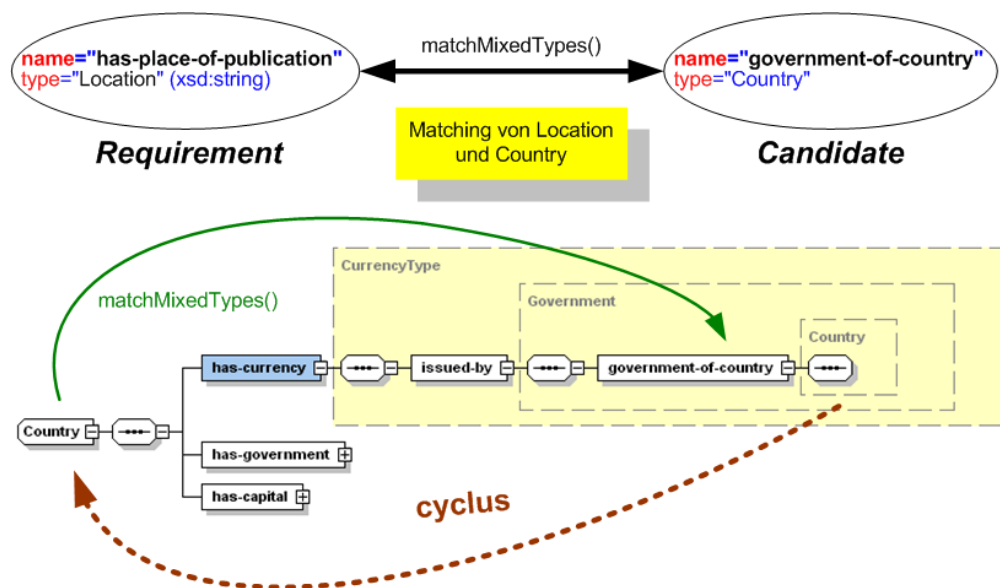 matchMixedTypes()
name="has-place-of-publication"
type="Location" (xsd:string)
name="government-of-country"
type="Country"
Matching von Location
und Country
Requirement
Candidate
CurrencyType
Government
matchMixedTypes()
Country
has-currency
issued-by
government-of-country
Country
has-government
has-capital
cyclus